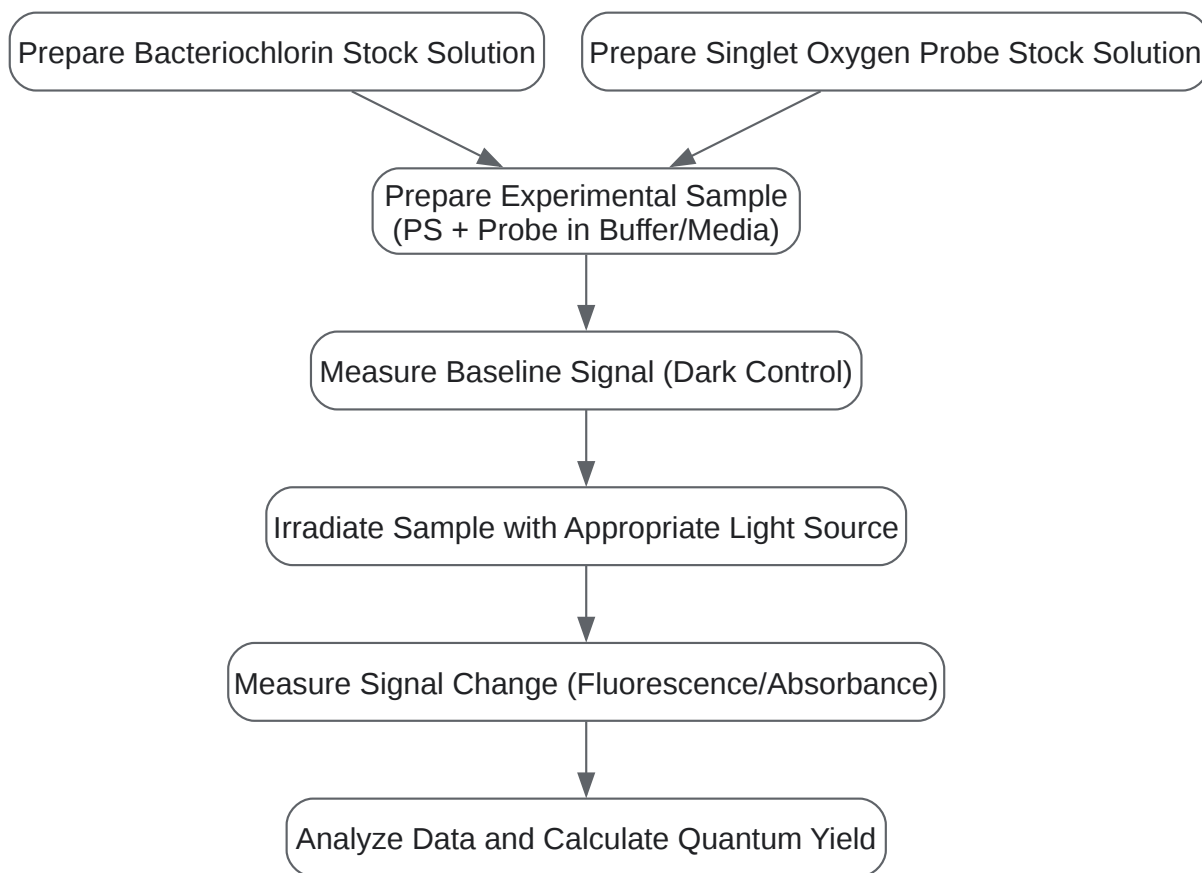 Prepare Bacteriochlorin Stock Solution
Prepare Singlet Oxygen Probe Stock Solution
Prepare Experimental Sample
(PS + Probe in Buffer/Media)
Measure Baseline Signal (Dark Control)
Irradiate Sample with Appropriate Light Source
Measure Signal Change (Fluorescence/Absorbance)
Analyze Data and Calculate Quantum Yield